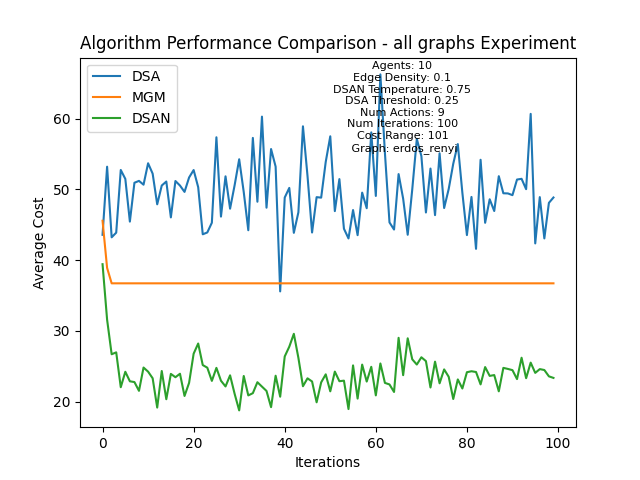 Algorithm Performance Comparison - all graphs Experiment
DSA
MGM
DSAN
Agents: 10
Edge Density: 0.1
DSAN Temperature: 0.75
DSA Threshold: 0.25
Num Actions: 9
Num Iterations: 100
Cost Range: 101
Graph: erdos_renyi
Average Cost
60
50
40
30
20
0
20
40
60
80
100
Iterations